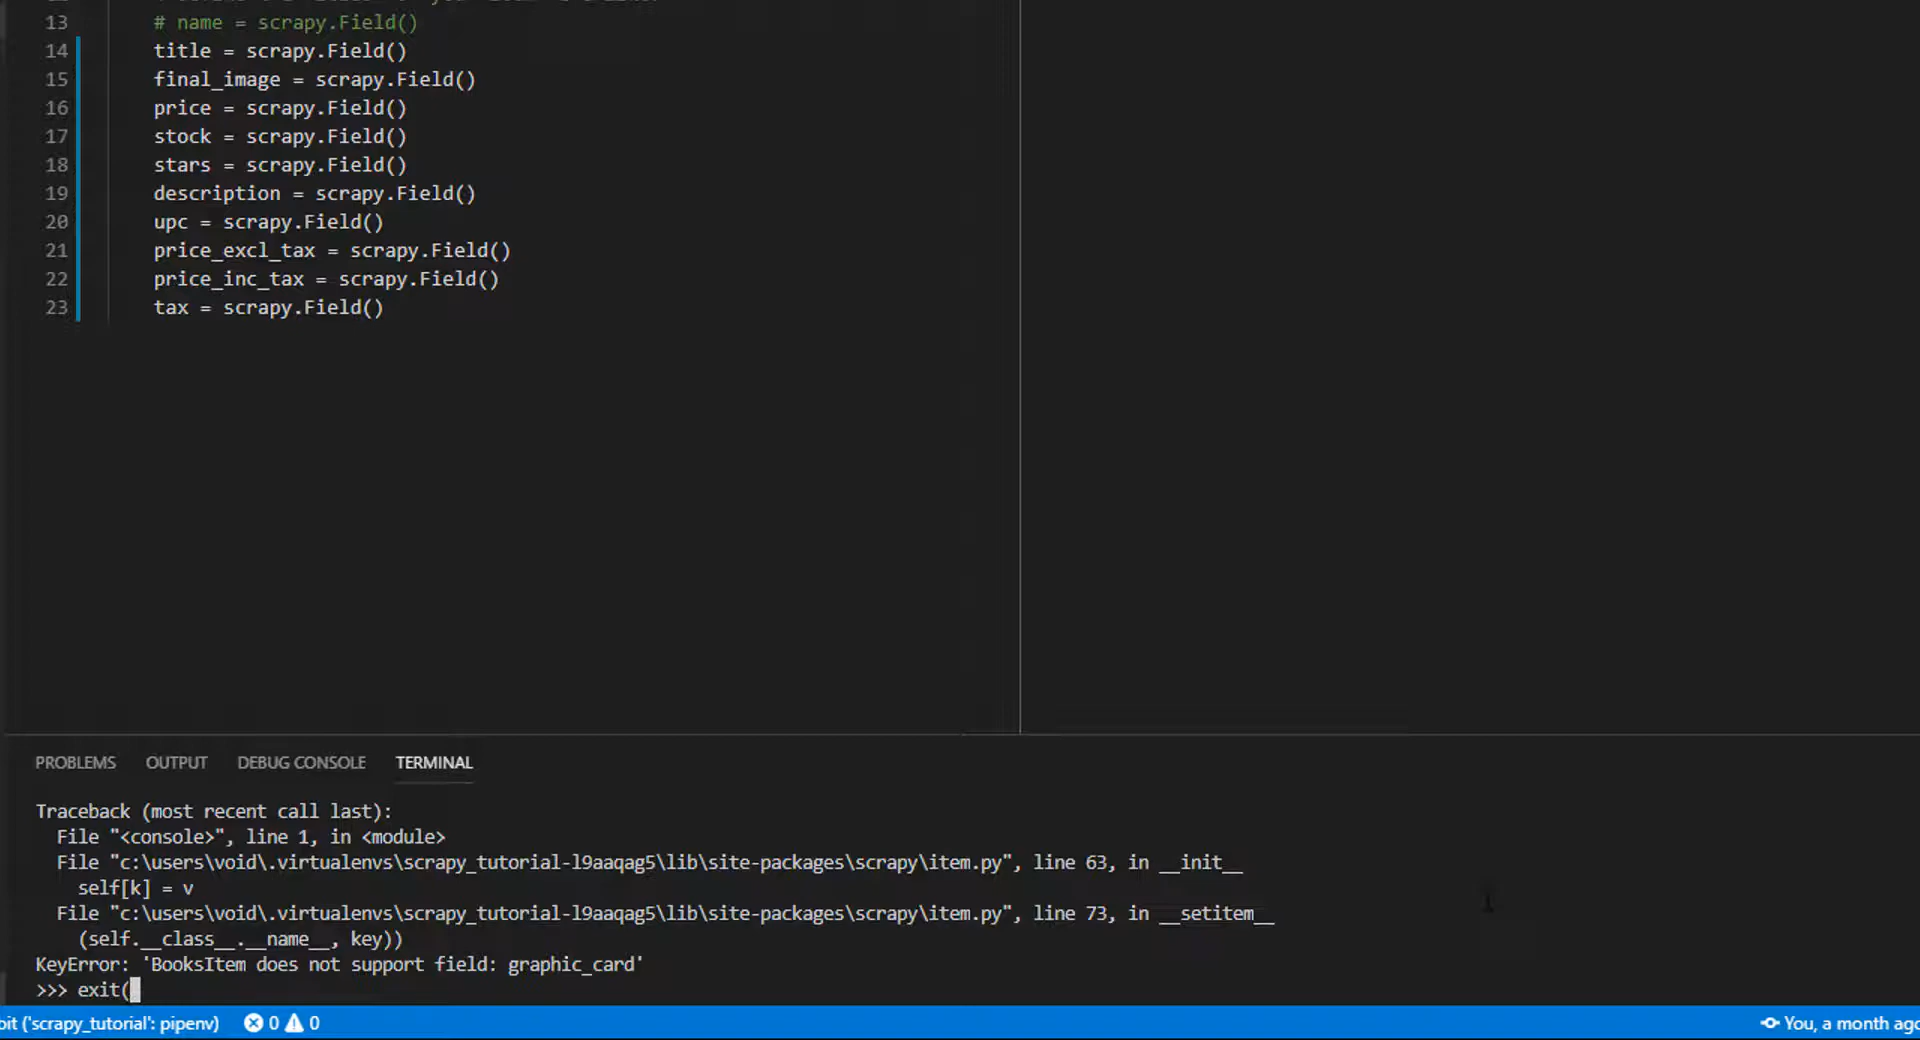 13 # name = scrapy.Field()
14 title = scrapy.Field()
15 final_image = scrapy.Field()
16 price = scrapy.Field()
17 stock = scrapy.Field()
18 stars = scrapy.Field()
19 description = scrapy.Field()
20 upc = scrapy.Field()
21 price_excl_tax = scrapy.Field()
22 price_inc_tax = scrapy.Field()
23 tax = scrapy.Field()
PROBLEMS OUTPUT DEBUG CONSOLE TERMINAL
Traceback (most recent call last):
File "<console>", line 1, in <module>
File "c:\users\void\.virtualenvs\scrapy_tutorial-l9aaqag5\lib\site-packages\scrapy\item.py", line 63, in __init__
self[k] = v
File "c:\users\void\.virtualenvs\scrapy_tutorial-l9aaqag5\lib\site-packages\scrapy\item.py", line 73, in __setitem__
(self.__class__.__name__, key))
KeyError: 'BooksItem does not support field: graphic_card'
>>> exit(
bit ('scrapy_tutorial': pipenv) 0 0 You, a month ago